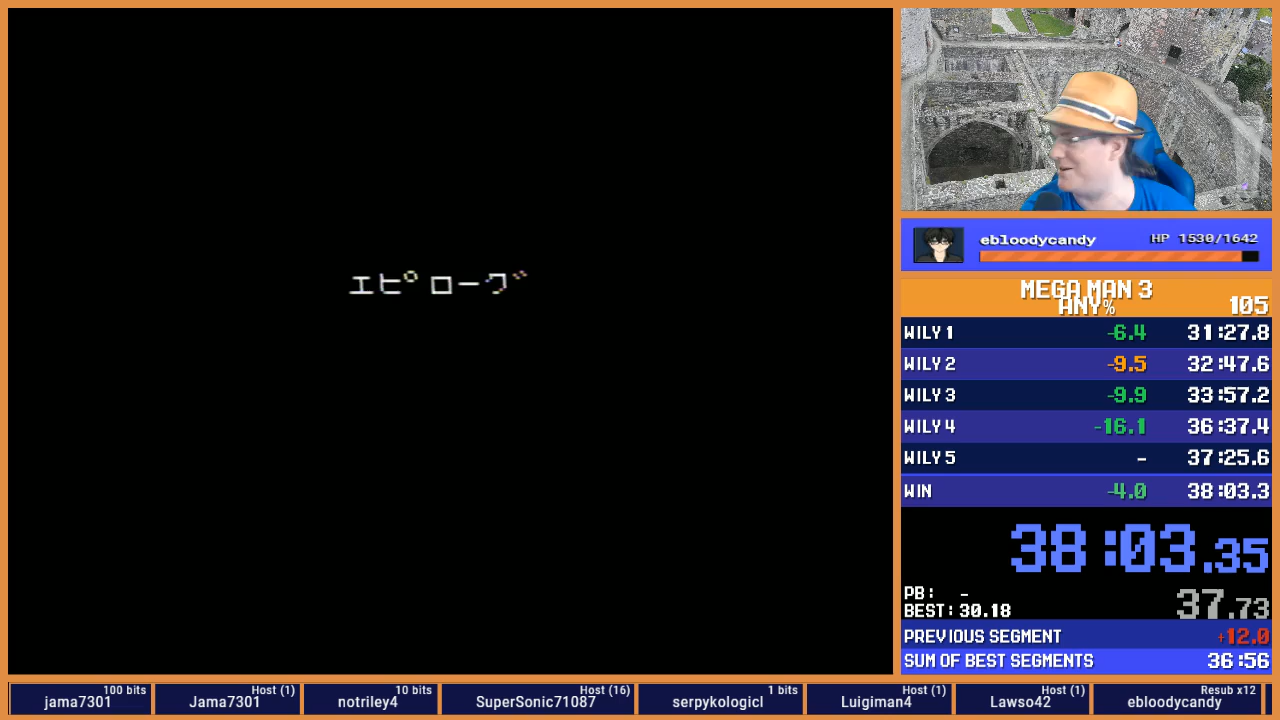 エピローグ
ebloodycandy HP 1530/1642
MEGA MAN 3
ANY% 105
WILY 1 -6.4 31:27.8
WILY 2 -9.5 32:47.6
WILY 3 -9.9 33:57.2
WILY 4 -16.1 36:37.4
WILY 5 - 37:25.6
WIN -4.0 38:03.3
38:03.35
PB: -
BEST: 30.18
37.73
PREVIOUS SEGMENT +12.0
SUM OF BEST SEGMENTS 36:56
100 bits
jama7301
Host (1)
Jama7301
10 bits
notriley4
Host (16)
SuperSonic71087
1 bits
serpykologicl
Host (1)
Luigiman4
Host (1)
Lawso42
Resub x12
ebloodycandy